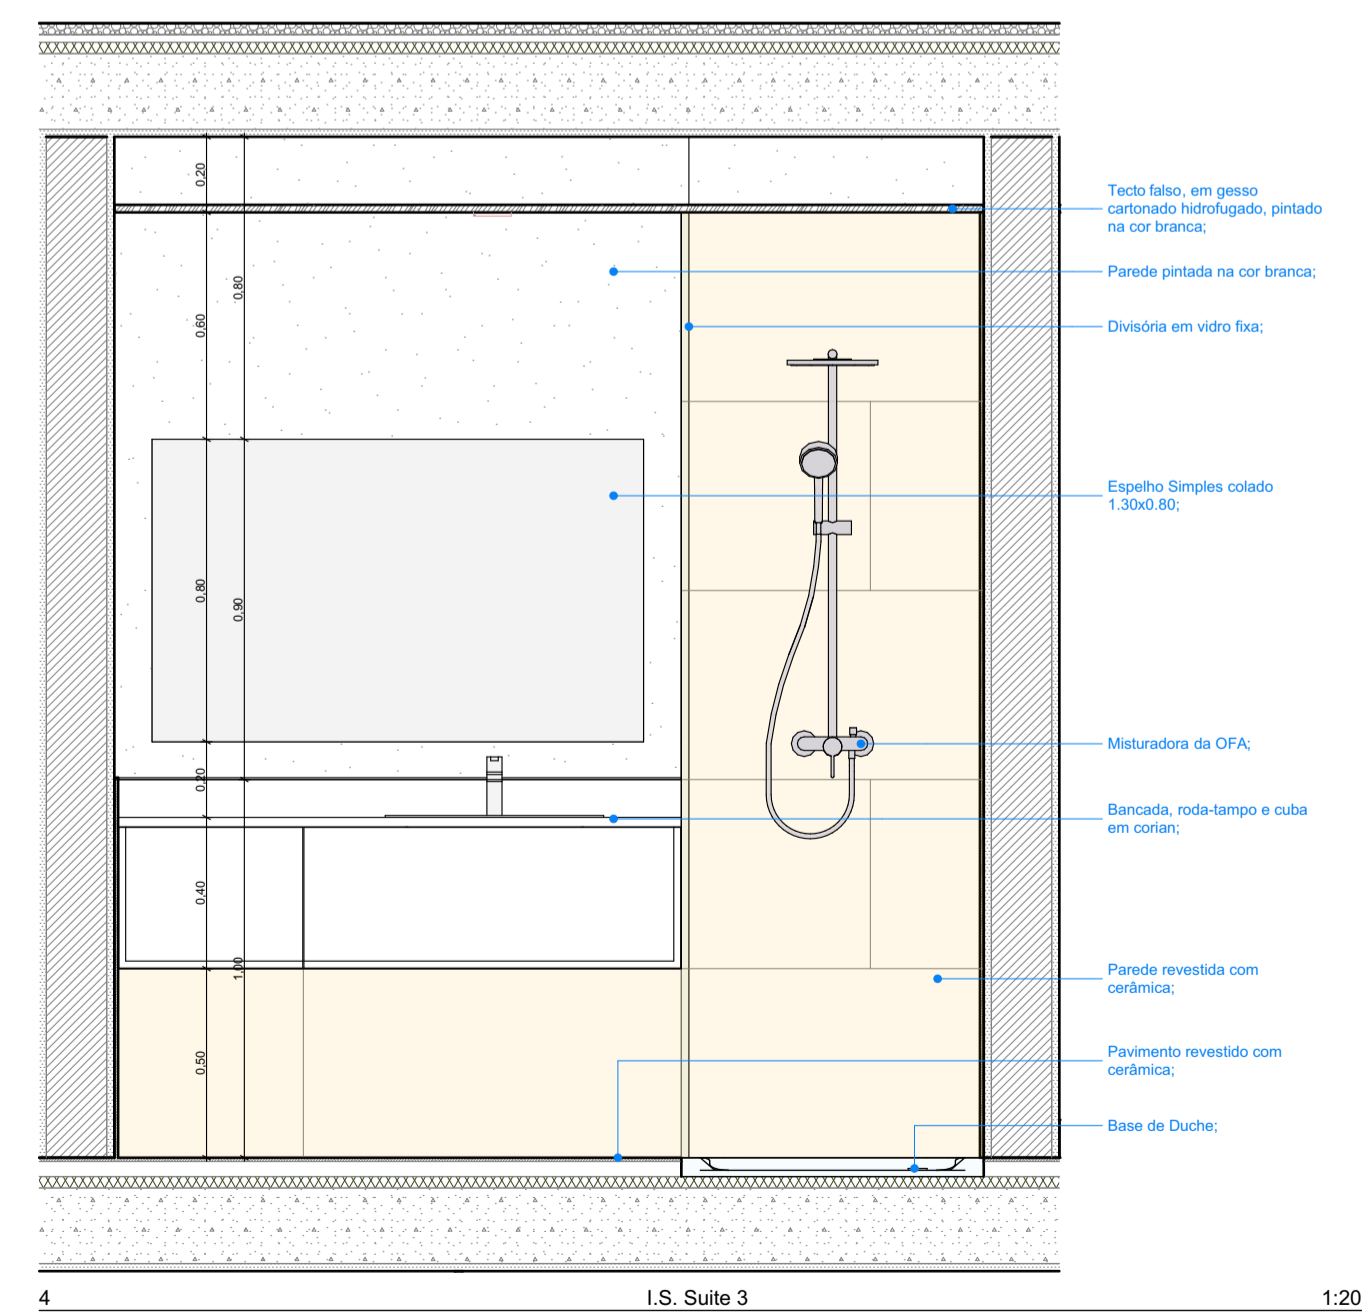 0.20
0.80
0.60
0.80
0.90
0.20
0.40
1.00
0.50
Tecto falso, em gesso
cartonado hidrofugado, pintado
na cor branca;
Parede pintada na cor branca;
Divisória em vidro fixa;
Espelho Simples colado
1.30x0.80;
Misturadora da OFA;
Bancada, roda-tampo e cuba
em corian;
Parede revestida com
cerâmica;
Pavimento revestido com
cerâmica;
Base de Duche;
4 I.S. Suite 3 1:20